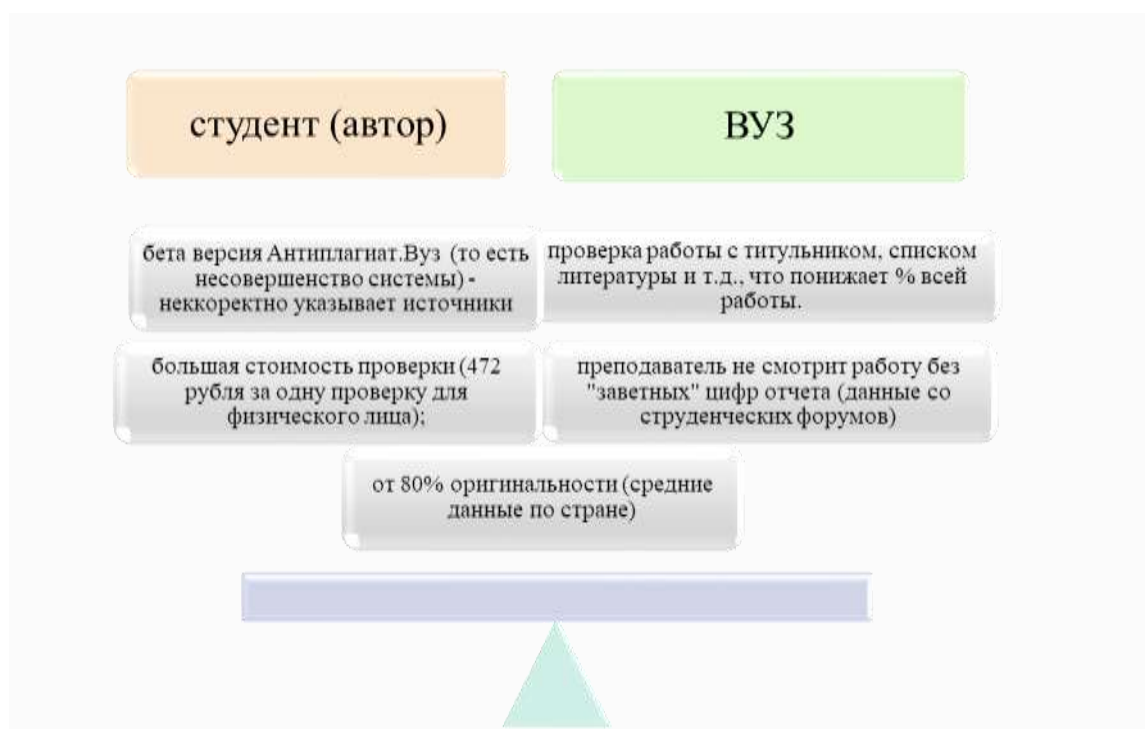 студент (автор)
ВУЗ
бета версия Антиплагиат.Вуз (то есть
несовершенство системы) -
неккоректно указывает источники
проверка работы с титульником, списком
литературы и т.д., что понижает % всей
работы.
большая стоимость проверки (472
рубля за одну проверку для
физического лица);
преподаватель не смотрит работу без
"заветных" цифр отчета (данные со
струденческих форумов)
от 80% оригинальности (средние
данные по стране)